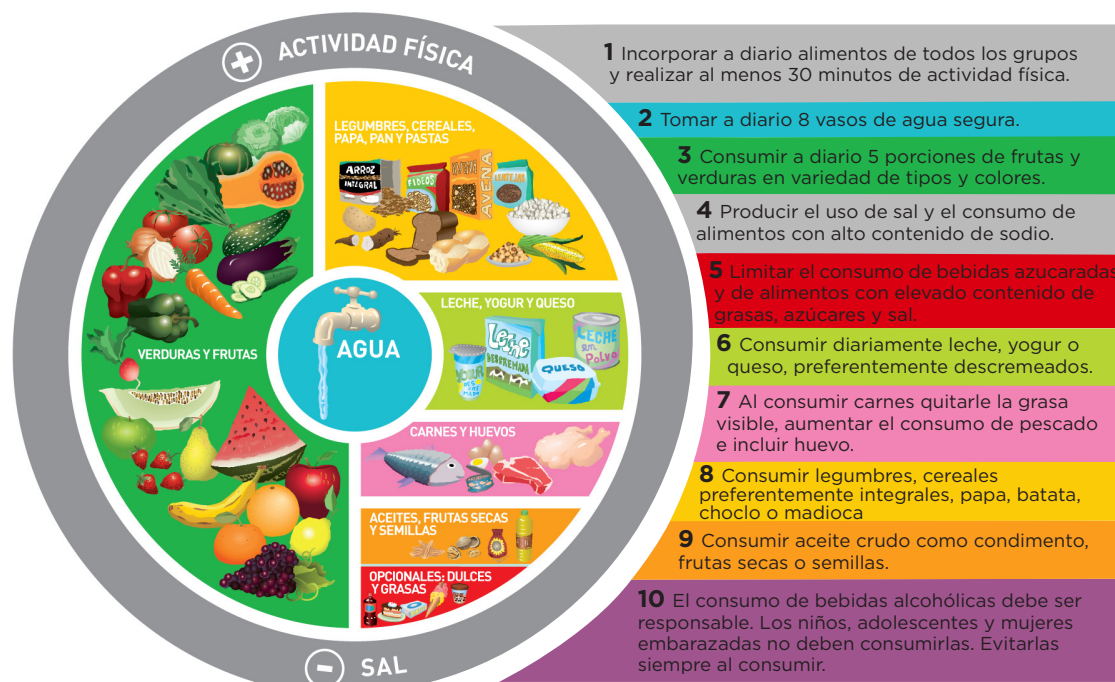 + ACTIVIDAD FÍSICA
LEGUMBRES, CEREALES,
PAPA, PAN Y PASTAS
ARROZ
INTEGRAL
FIDEOS
AVENA
LENTEJAS
VERDURAS Y FRUTAS
AGUA
LECHE, YOGUR Y QUESO
LECHE
DESCREMADA
YOGUR
QUESO
LECHE
EN
Polvo
CARNES Y HUEVOS
ACEITES, FRUTAS SECAS
Y SEMILLAS
OPCIONALES: DULCES
Y GRASAS
- SAL
1 Incorporar a diario alimentos de todos los grupos
y realizar al menos 30 minutos de actividad física.
2 Tomar a diario 8 vasos de agua segura.
3 Consumir a diario 5 porciones de frutas y
verduras en variedad de tipos y colores.
4 Producir el uso de sal y el consumo de
alimentos con alto contenido de sodio.
5 Limitar el consumo de bebidas azucaradas
y de alimentos con elevado contenido de
grasas, azúcares y sal.
6 Consumir diariamente leche, yogur o
queso, preferentemente descremeados.
7 Al consumir carnes quitarle la grasa
visible, aumentar el consumo de pescado
e incluir huevo.
8 Consumir legumbres, cereales
preferentemente integrales, papa, batata,
choclo o madioca
9 Consumir aceite crudo como condimento,
frutas secas o semillas.
10 El consumo de bebidas alcohólicas debe ser
responsable. Los niños, adolescentes y mujeres
embarazadas no deben consumirlas. Evitarlas
siempre al consumir.